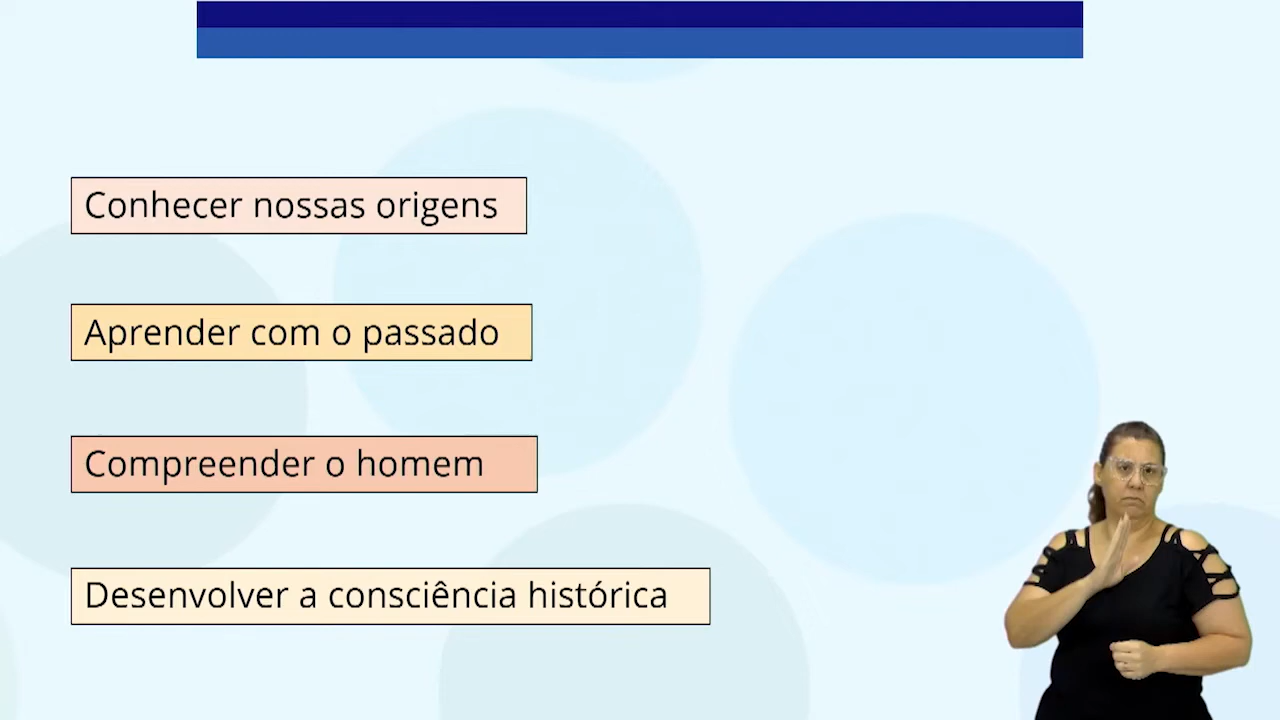 Conhecer nossas origens
Aprender com o passado
Compreender o homem
Desenvolver a consciência histórica